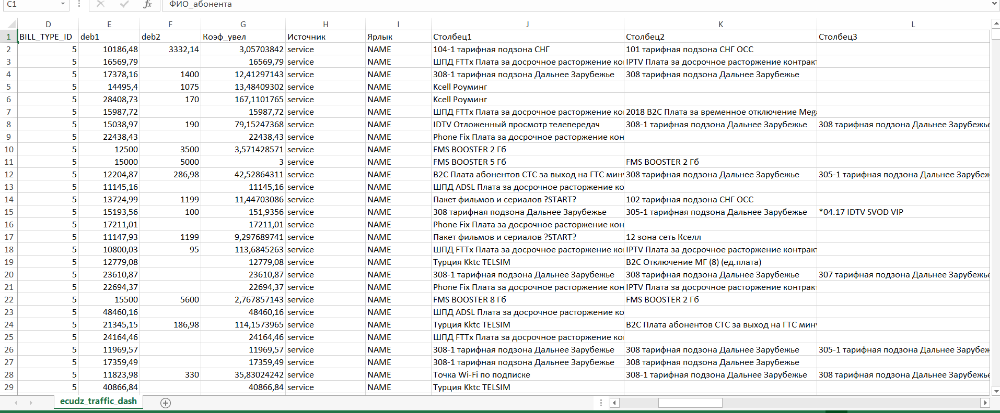 C1 fx ФИО_абонента
D E F G H I J K L
1 BILL_TYPE_ID deb1 deb2 Коэф_увел Источник Ярлык Столбец1 Столбец2 Столбец3
2 5 10186,48 3332,14 3,05703842 service NAME 104-1 тарифная подзона СНГ 101 тарифная подзона СНГ ОСС
3 5 16569,79 16569,79 service NAME ШПД FTTx Плата за досрочное расторжение ко IPTV Плата за досрочное расторжение контракт
4 5 17378,16 1400 12,41297143 service NAME 308-1 тарифная подзона Дальнее Зарубежье 308 тарифная подзона Дальнее Зарубежье
5 5 14495,4 1075 13,48409302 service NAME Kcell Роуминг
6 5 28408,73 170 167,1101765 service NAME Kcell Роуминг
7 5 15987,72 15987,72 service NAME ШПД FTTx Плата за досрочное расторжение ко 2018 B2C Плата за временное отключение Mega
8 5 15038,97 190 79,15247368 service NAME IDTV Отложенный просмотр телепередач 308-1 тарифная подзона Дальнее Зарубежье 308 тарифная подзона Дальнее Зарубежье
9 5 22438,43 22438,43 service NAME Phone Fix Плата за досрочное расторжение кон
10 5 12500 3500 3,571428571 service NAME FMS BOOSTER 2 Гб
11 5 15000 5000 3 service NAME FMS BOOSTER 5 Гб FMS BOOSTER 2 Гб
12 5 12204,87 286,98 42,52864311 service NAME B2C Плата абонентов СТС за выход на ГТС мин 308 тарифная подзона Дальнее Зарубежье 305-1 тарифная подзона Дальнее Зарубеж
13 5 11145,16 11145,16 service NAME ШПД ADSL Плата за досрочное расторжение ко
14 5 13724,99 1199 11,44703086 service NAME Пакет фильмов и сериалов ?START? 102 тарифная подзона СНГ ОСС
15 5 15193,56 100 151,9356 service NAME 308 тарифная подзона Дальнее Зарубежье 305-1 тарифная подзона Дальнее Зарубежье *04.17 IDTV SVOD VIP
16 5 17211,01 17211,01 service NAME Phone Fix Плата за досрочное расторжение кон
17 5 11147,93 1199 9,297689741 service NAME Пакет фильмов и сериалов ?START? 12 зона сеть Кселл
18 5 10800,03 95 113,6845263 service NAME ШПД FTTx Плата за досрочное расторжение ко IPTV Плата за досрочное расторжение контракт
19 5 12779,08 12779,08 service NAME Турция Kktc TELSIM B2C Отключение МГ (8) (ед.плата)
20 5 23610,87 23610,87 service NAME 308-1 тарифная подзона Дальнее Зарубежье 308 тарифная подзона Дальнее Зарубежье 307 тарифная подзона Дальнее Зарубежье
21 5 22694,37 22694,37 service NAME Phone Fix Плата за досрочное расторжение кон IPTV Плата за досрочное расторжение контракт
22 5 15500 5600 2,767857143 service NAME FMS BOOSTER 8 Гб FMS BOOSTER 2 Гб
23 5 48460,16 48460,16 service NAME ШПД ADSL Плата за досрочное расторжение ко
24 5 21345,15 186,98 114,1573965 service NAME Турция Kktc TELSIM B2C Плата абонентов СТС за выход на ГТС мин
25 5 24164,46 24164,46 service NAME ШПД FTTx Плата за досрочное расторжение ко
26 5 11969,57 11969,57 service NAME 308-1 тарифная подзона Дальнее Зарубежье 308 тарифная подзона Дальнее Зарубежье 305-1 тарифная подзона Дальнее Зарубеж
27 5 17359,49 17359,49 service NAME 308-1 тарифная подзона Дальнее Зарубежье 308 тарифная подзона Дальнее Зарубежье
28 5 11823,98 330 35,83024242 service NAME Точка Wi-Fi по подписке 308-1 тарифная подзона Дальнее Зарубежье 308 тарифная подзона Дальнее Зарубежье
29 5 40866,84 40866,84 service NAME Турция Kktc TELSIM
ecudz_traffic_dash